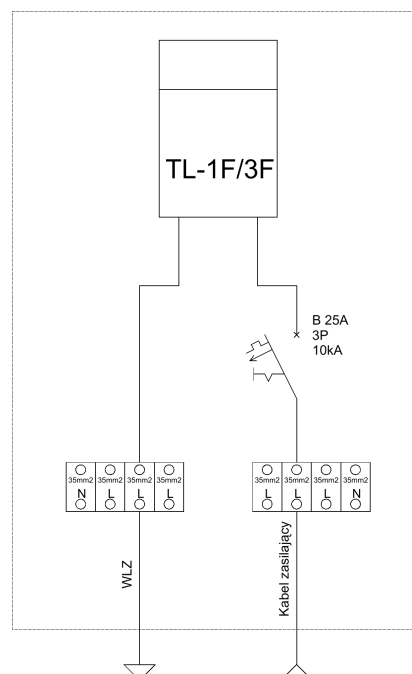 TL-1F/3F
B 25A
3P
10kA
35mm2 35mm2 35mm2 35mm2
N L L L
35mm2 35mm2 35mm2 35mm2
L L L N
WLZ
Kabel zasilający